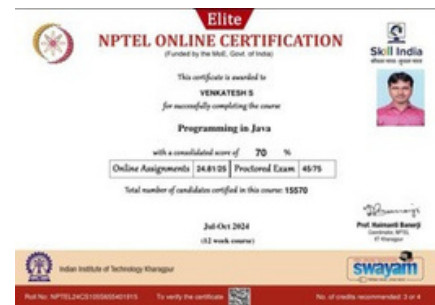 Elite
NPTEL ONLINE CERTIFICATION
(Funded by the MoE, Govt. of India)
Skill India
कौशल भारत - कुशल भारत
This certificate is awarded to
VENKATESH S
for successfully completing the course
Programming in Java
with a consolidated score of 70 %
Online Assignments 24.81/25 Proctored Exam 45/75
Total number of candidates certified in this course: 15570
Jul-Oct 2024
(12 week course)
Prof. Haimanti Banerji
Coordinator, NPTEL
IIT Kharagpur
Indian Institute of Technology Kharagpur
swayam
Roll No: To verify the certificate No. of credits recommended: 3 or 4